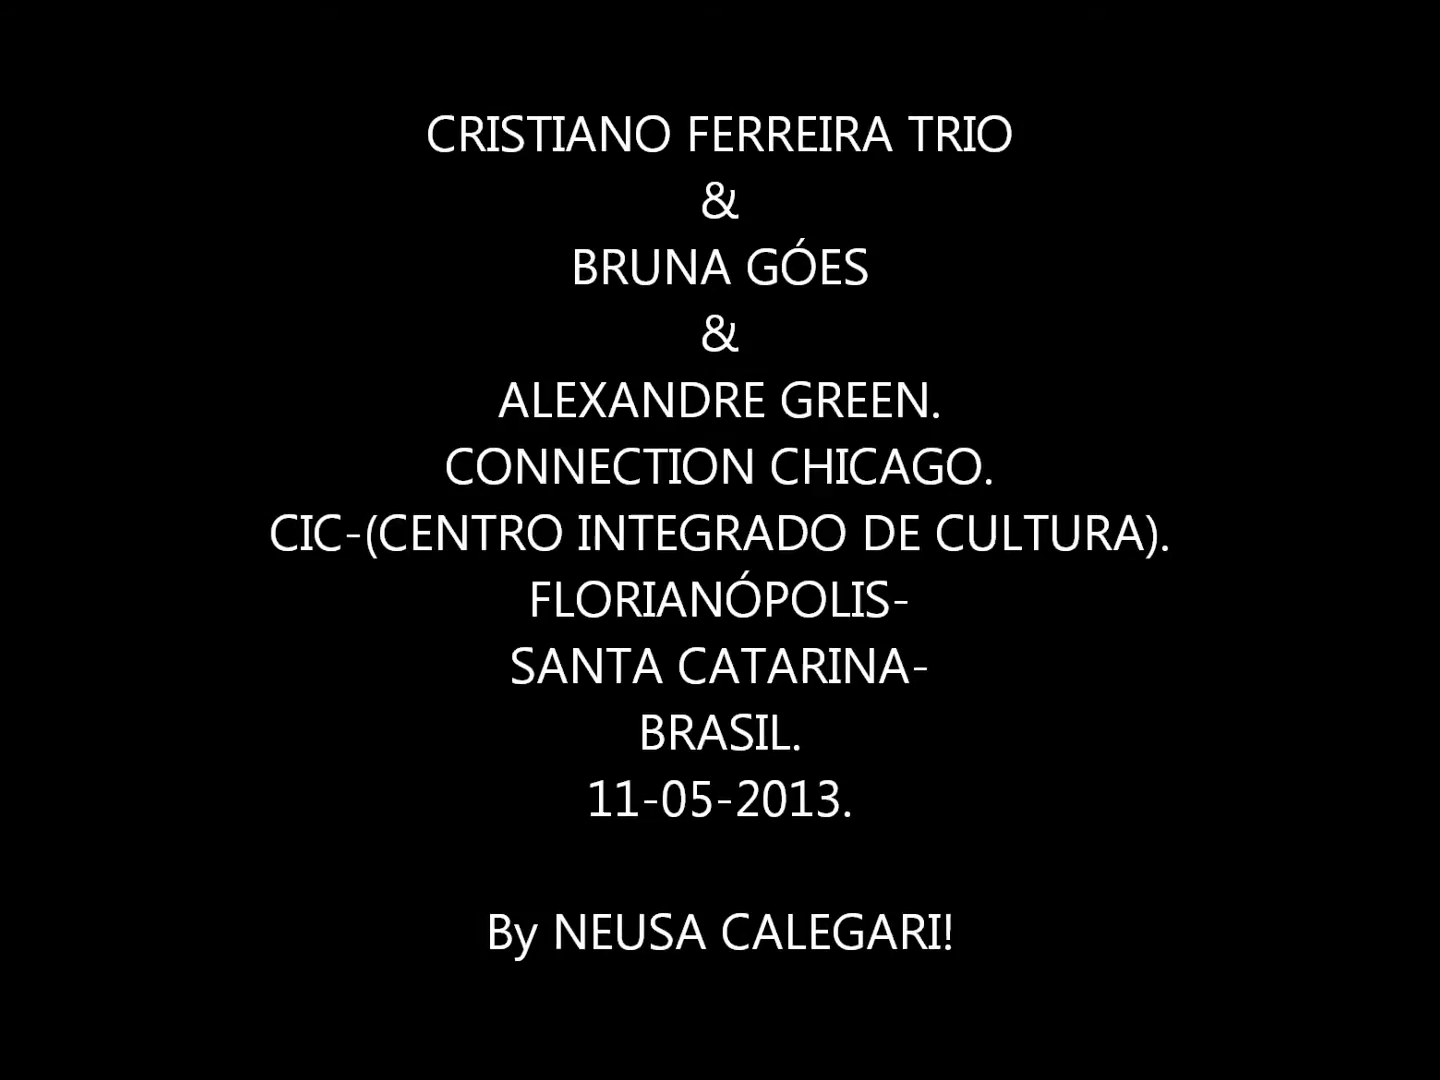 CRISTIANO FERREIRA TRIO
&
BRUNA GÓES
&
ALEXANDRE GREEN.
CONNECTION CHICAGO.
CIC-(CENTRO INTEGRADO DE CULTURA).
FLORIANÓPOLIS-
SANTA CATARINA-
BRASIL.
11-05-2013.
By NEUSA CALEGARI!